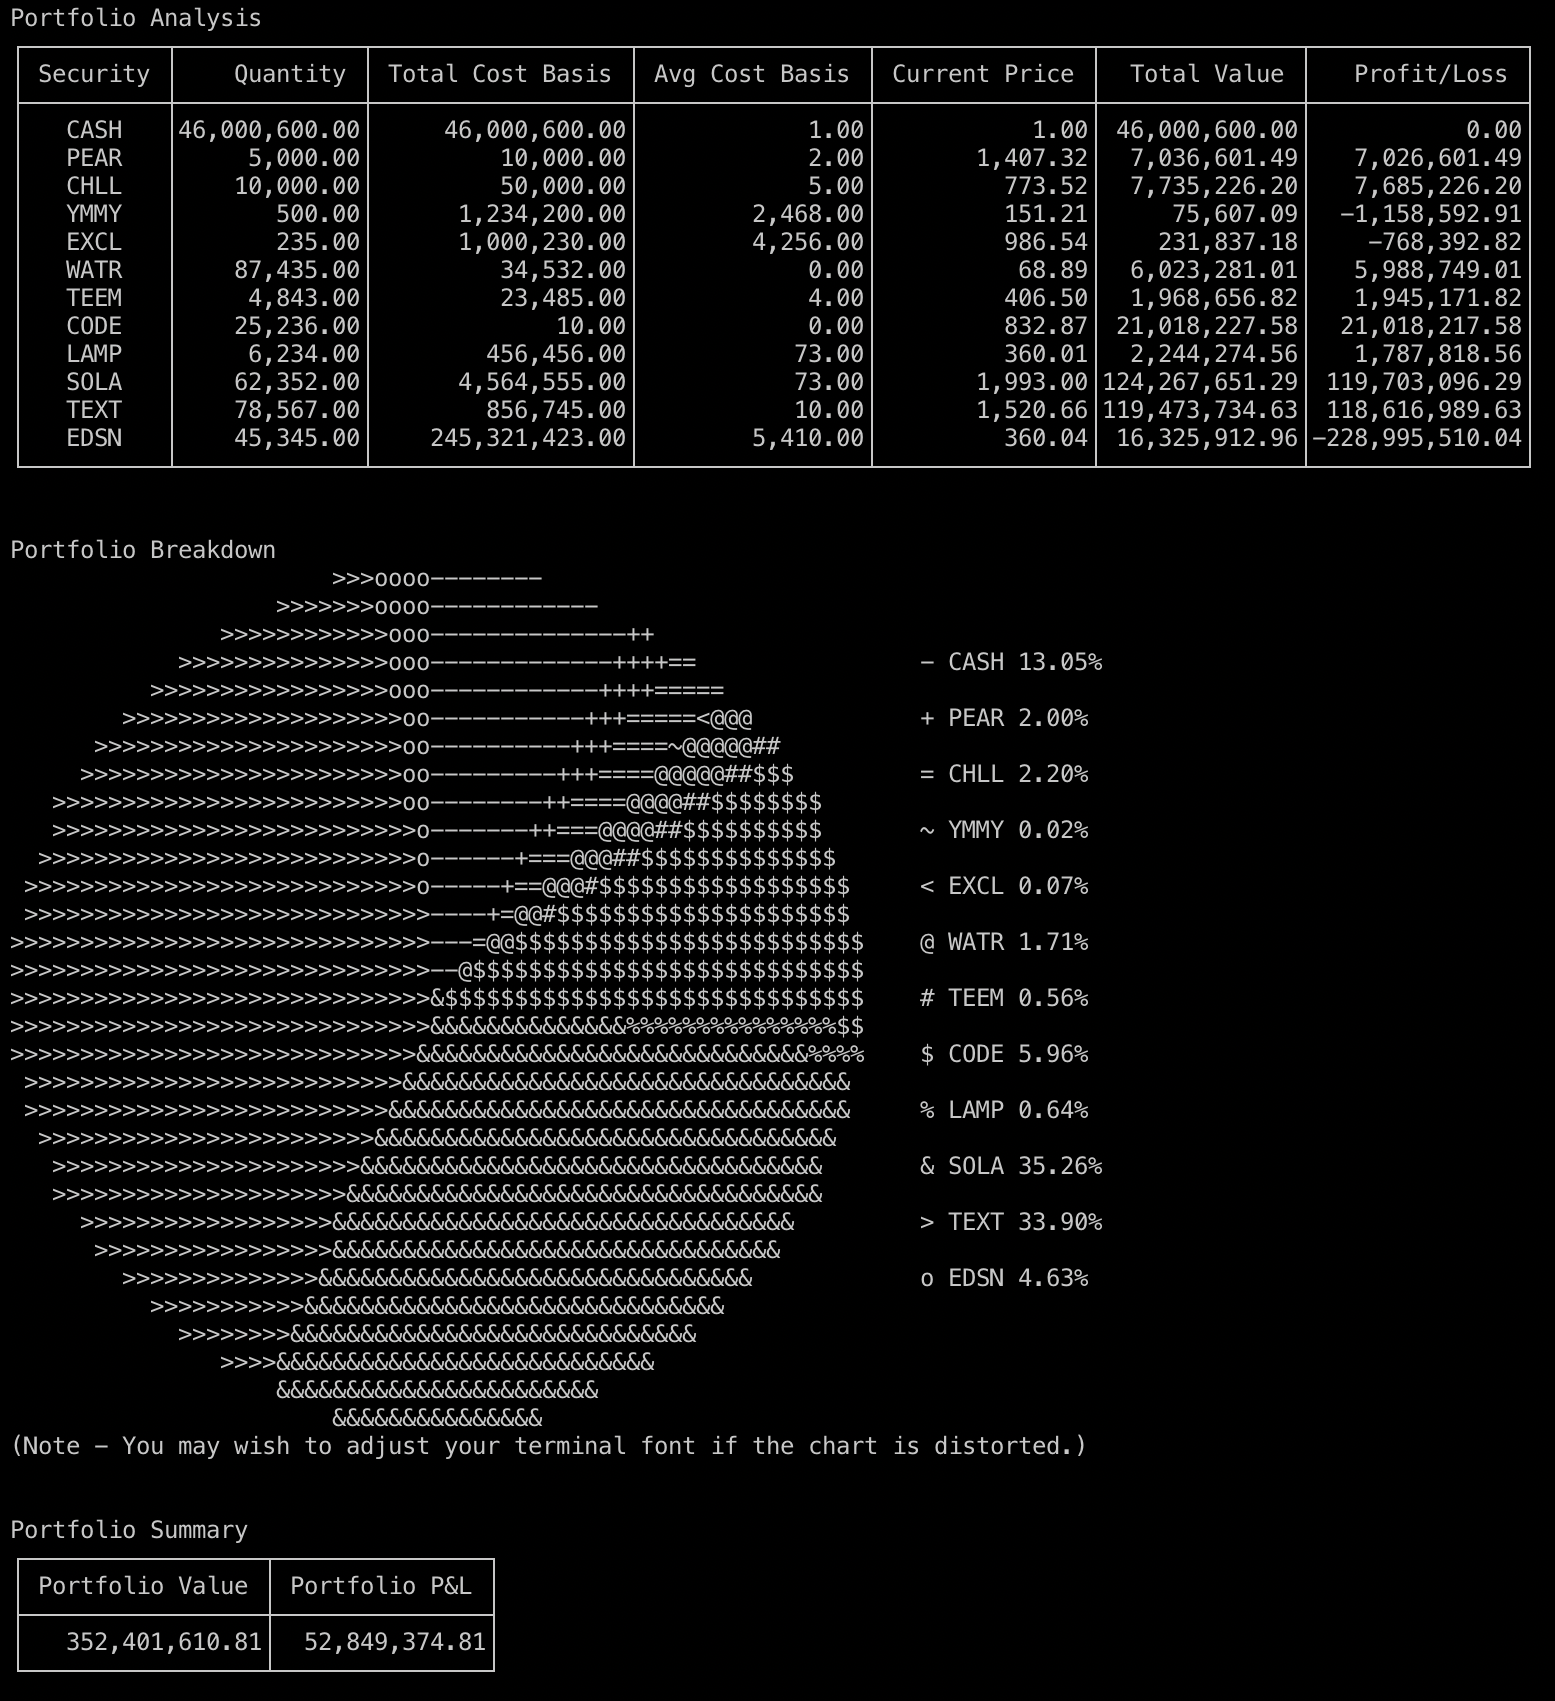 Portfolio Analysis
Security Quantity Total Cost Basis Avg Cost Basis Current Price Total Value Profit/Loss
CASH 46,000,600.00 46,000,600.00 1.00 1.00 46,000,600.00 0.00
PEAR 5,000.00 10,000.00 2.00 1,407.32 7,036,601.49 7,026,601.49
CHLL 10,000.00 50,000.00 5.00 773.52 7,735,226.20 7,685,226.20
YMMY 500.00 1,234,200.00 2,468.00 151.21 75,607.09 −1,158,592.91
EXCL 235.00 1,000,230.00 4,256.00 986.54 231,837.18 −768,392.82
WATR 87,435.00 34,532.00 0.00 68.89 6,023,281.01 5,988,749.01
TEEM 4,843.00 23,485.00 4.00 406.50 1,968,656.82 1,945,171.82
CODE 25,236.00 10.00 0.00 832.87 21,018,227.58 21,018,217.58
LAMP 6,234.00 456,456.00 73.00 360.01 2,244,274.56 1,787,818.56
SOLA 62,352.00 4,564,555.00 73.00 1,993.00 124,267,651.29 119,703,096.29
TEXT 78,567.00 856,745.00 10.00 1,520.66 119,473,734.63 118,616,989.63
EDSN 45,345.00 245,321,423.00 5,410.00 360.04 16,325,912.96 −228,995,510.04
Portfolio Breakdown
>>>oooo--------
>>>>>>>oooo------------
>>>>>>>>>>>>ooo--------------++
>>>>>>>>>>>>>>>ooo-------------++++== - CASH 13.05%
>>>>>>>>>>>>>>>>>ooo------------++++=====
>>>>>>>>>>>>>>>>>>>>oo-----------+++=====<@@@ + PEAR 2.00%
>>>>>>>>>>>>>>>>>>>>>>oo----------+++====~@@@@@##
>>>>>>>>>>>>>>>>>>>>>>>oo---------+++====@@@@@##$$$ = CHLL 2.20%
>>>>>>>>>>>>>>>>>>>>>>>>>oo--------++====@@@@##$$$$$$$$
>>>>>>>>>>>>>>>>>>>>>>>>>>o-------++===@@@@##$$$$$$$$$$ ~ YMMY 0.02%
>>>>>>>>>>>>>>>>>>>>>>>>>>>o------+===@@@##$$$$$$$$$$$$$$
>>>>>>>>>>>>>>>>>>>>>>>>>>>>o-----+==@@@#$$$$$$$$$$$$$$$$$$ < EXCL 0.07%
>>>>>>>>>>>>>>>>>>>>>>>>>>>>>----+=@@#$$$$$$$$$$$$$$$$$$$$$
>>>>>>>>>>>>>>>>>>>>>>>>>>>>>>---=@@$$$$$$$$$$$$$$$$$$$$$$$$$ @ WATR 1.71%
>>>>>>>>>>>>>>>>>>>>>>>>>>>>>>--@$$$$$$$$$$$$$$$$$$$$$$$$$$$$
>>>>>>>>>>>>>>>>>>>>>>>>>>>>>>&$$$$$$$$$$$$$$$$$$$$$$$$$$$$$$ # TEEM 0.56%
>>>>>>>>>>>>>>>>>>>>>>>>>>>>>>&&&&&&&&&&&&&&%%%%%%%%%%%%%%%$$
>>>>>>>>>>>>>>>>>>>>>>>>>>>>>&&&&&&&&&&&&&&&&&&&&&&&&&&&&%%%% $ CODE 5.96%
>>>>>>>>>>>>>>>>>>>>>>>>>>>&&&&&&&&&&&&&&&&&&&&&&&&&&&&&&&&
>>>>>>>>>>>>>>>>>>>>>>>>>>&&&&&&&&&&&&&&&&&&&&&&&&&&&&&&&&& % LAMP 0.64%
>>>>>>>>>>>>>>>>>>>>>>>>&&&&&&&&&&&&&&&&&&&&&&&&&&&&&&&&&
>>>>>>>>>>>>>>>>>>>>>>&&&&&&&&&&&&&&&&&&&&&&&&&&&&&&&&& & SOLA 35.26%
>>>>>>>>>>>>>>>>>>>>>&&&&&&&&&&&&&&&&&&&&&&&&&&&&&&&&&&
>>>>>>>>>>>>>>>>>>&&&&&&&&&&&&&&&&&&&&&&&&&&&&&&&&& > TEXT 33.90%
>>>>>>>>>>>>>>>>>&&&&&&&&&&&&&&&&&&&&&&&&&&&&&&&&
>>>>>>>>>>>>>>&&&&&&&&&&&&&&&&&&&&&&&&&&&&&&& o EDSN 4.63%
>>>>>>>>>>>&&&&&&&&&&&&&&&&&&&&&&&&&&&&&&
>>>>>>>>&&&&&&&&&&&&&&&&&&&&&&&&&&&&&
>>>>&&&&&&&&&&&&&&&&&&&&&&&&&&&
&&&&&&&&&&&&&&&&&&&&&&&
&&&&&&&&&&&&&&&
(Note - You may wish to adjust your terminal font if the chart is distorted.)
Portfolio Summary
Portfolio Value Portfolio P&L
352,401,610.81 52,849,374.81